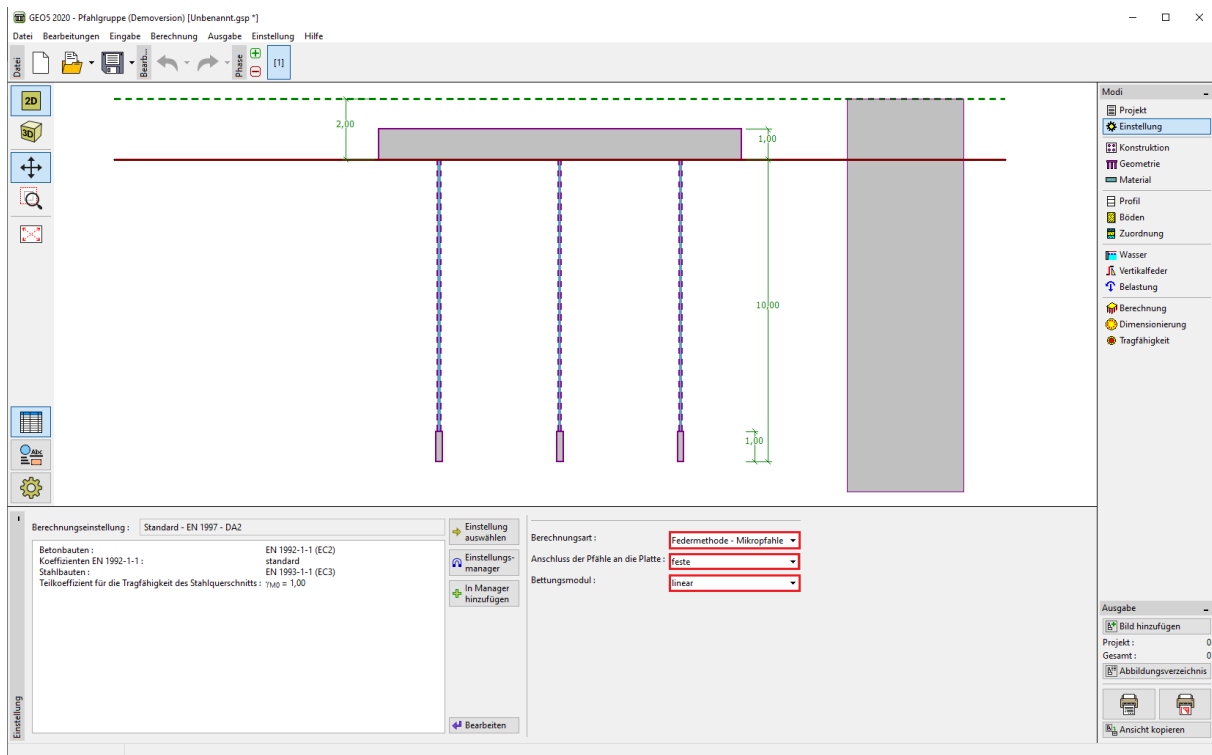 GEO5 2020 - Pfahlgruppe (Demoversion) [Unbenannt.gsp *]
Datei Bearbeitungen Eingabe Berechnung Ausgabe Einstellung Hilfe
Datei
Bearb...
Phase
[1]
2D
3D
Abc
2,00
1,00
10,00
1,00
Modi
Projekt
Einstellung
Konstruktion
Geometrie
Material
Profil
Böden
Zuordnung
Wasser
Vertikalfeder
Belastung
Berechnung
Dimensionierung
Tragfähigkeit
Einstellung
Berechnungseinstellung : Standard - EN 1997 - DA2
Betonbauten : EN 1992-1-1 (EC2)
Koeffizienten EN 1992-1-1 : standard
Stahlbauten : EN 1993-1-1 (EC3)
Teilkoeffizient für die Tragfähigkeit des Stahlquerschnitts : γM0 = 1,00
Einstellung
auswählen
Einstellungs-
manager
In Manager
hinzufügen
Bearbeiten
Berechnungsart : Federmethode - Mikropfahle
Anschluss der Pfähle an die Platte : feste
Bettungsmodul : linear
Ausgabe
Bild hinzufügen
Projekt : 0
Gesamt : 0
Abbildungsverzeichnis
Ansicht kopieren